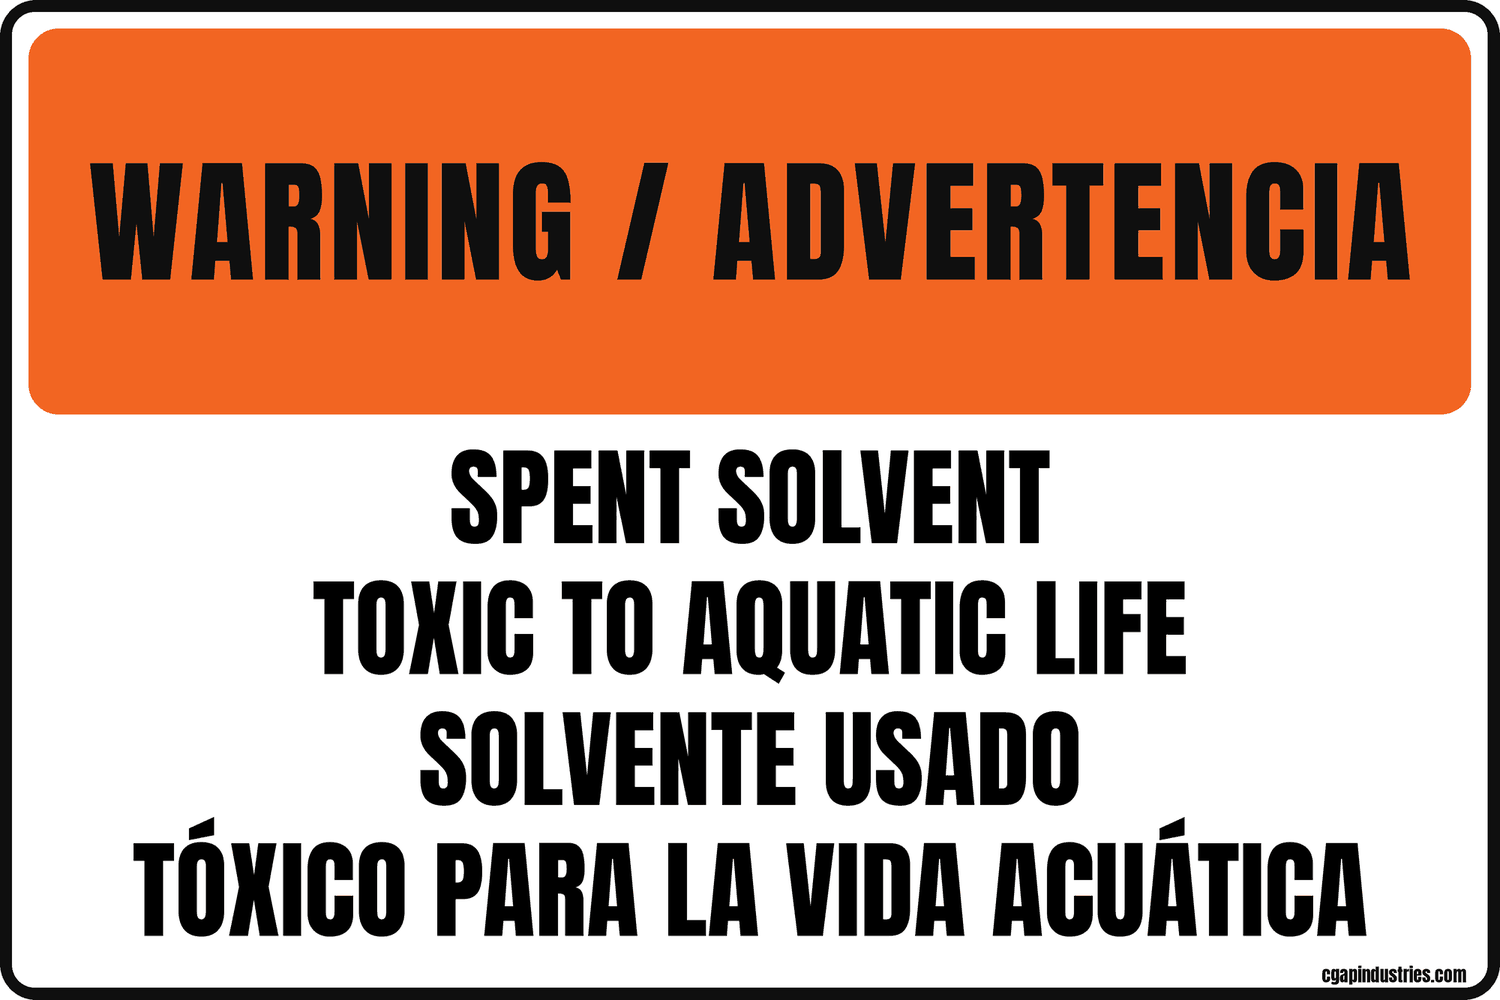 WARNING / ADVERTENCIA
SPENT SOLVENT
TOXIC TO AQUATIC LIFE
SOLVENTE USADO
TÓXICO PARA LA VIDA ACUÁTICA
cgapindustries.com